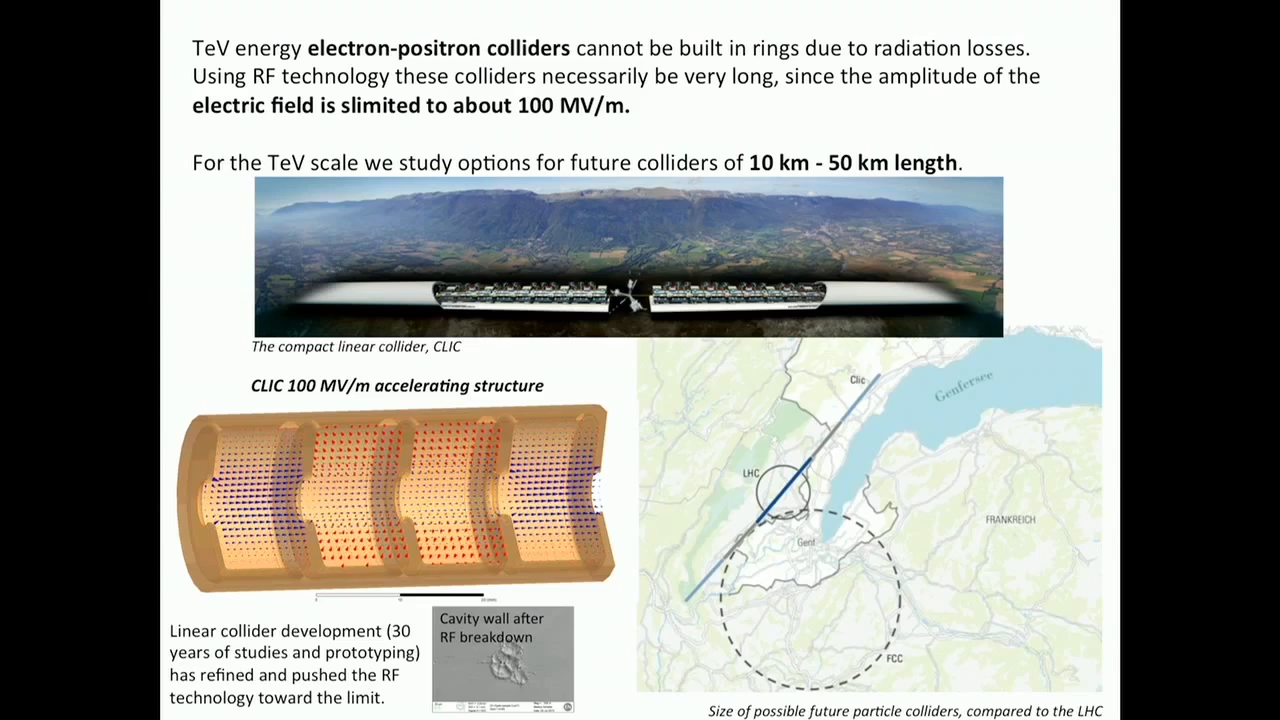 TeV energy electron-positron colliders cannot be built in rings due to radiation losses.
Using RF technology these colliders necessarily be very long, since the amplitude of the
electric field is slimited to about 100 MV/m.
For the TeV scale we study options for future colliders of 10 km - 50 km length.
The compact linear collider, CLIC
CLIC 100 MV/m accelerating structure
Clic
Genfersee
LHC
FRANKREICH
Genf
FCC
Cavity wall after
RF breakdown
Linear collider development (30
years of studies and prototyping)
has refined and pushed the RF
technology toward the limit.
Size of possible future particle colliders, compared to the LHC